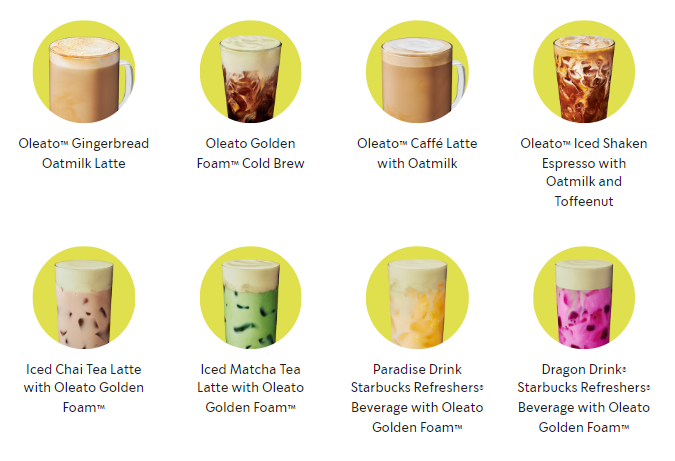 Oleato™ Gingerbread
Oatmilk Latte
Oleato Golden
Foam™ Cold Brew
Oleato™ Caffé Latte
with Oatmilk
Oleato™ Iced Shaken
Espresso with
Oatmilk and
Toffeenut
Iced Chai Tea Latte
with Oleato Golden
Foam™
Iced Matcha Tea
Latte with Oleato
Golden Foam™
Paradise Drink
Starbucks Refreshers®
Beverage with Oleato
Golden Foam™
Dragon Drink®
Starbucks Refreshers®
Beverage with Oleato
Golden Foam™